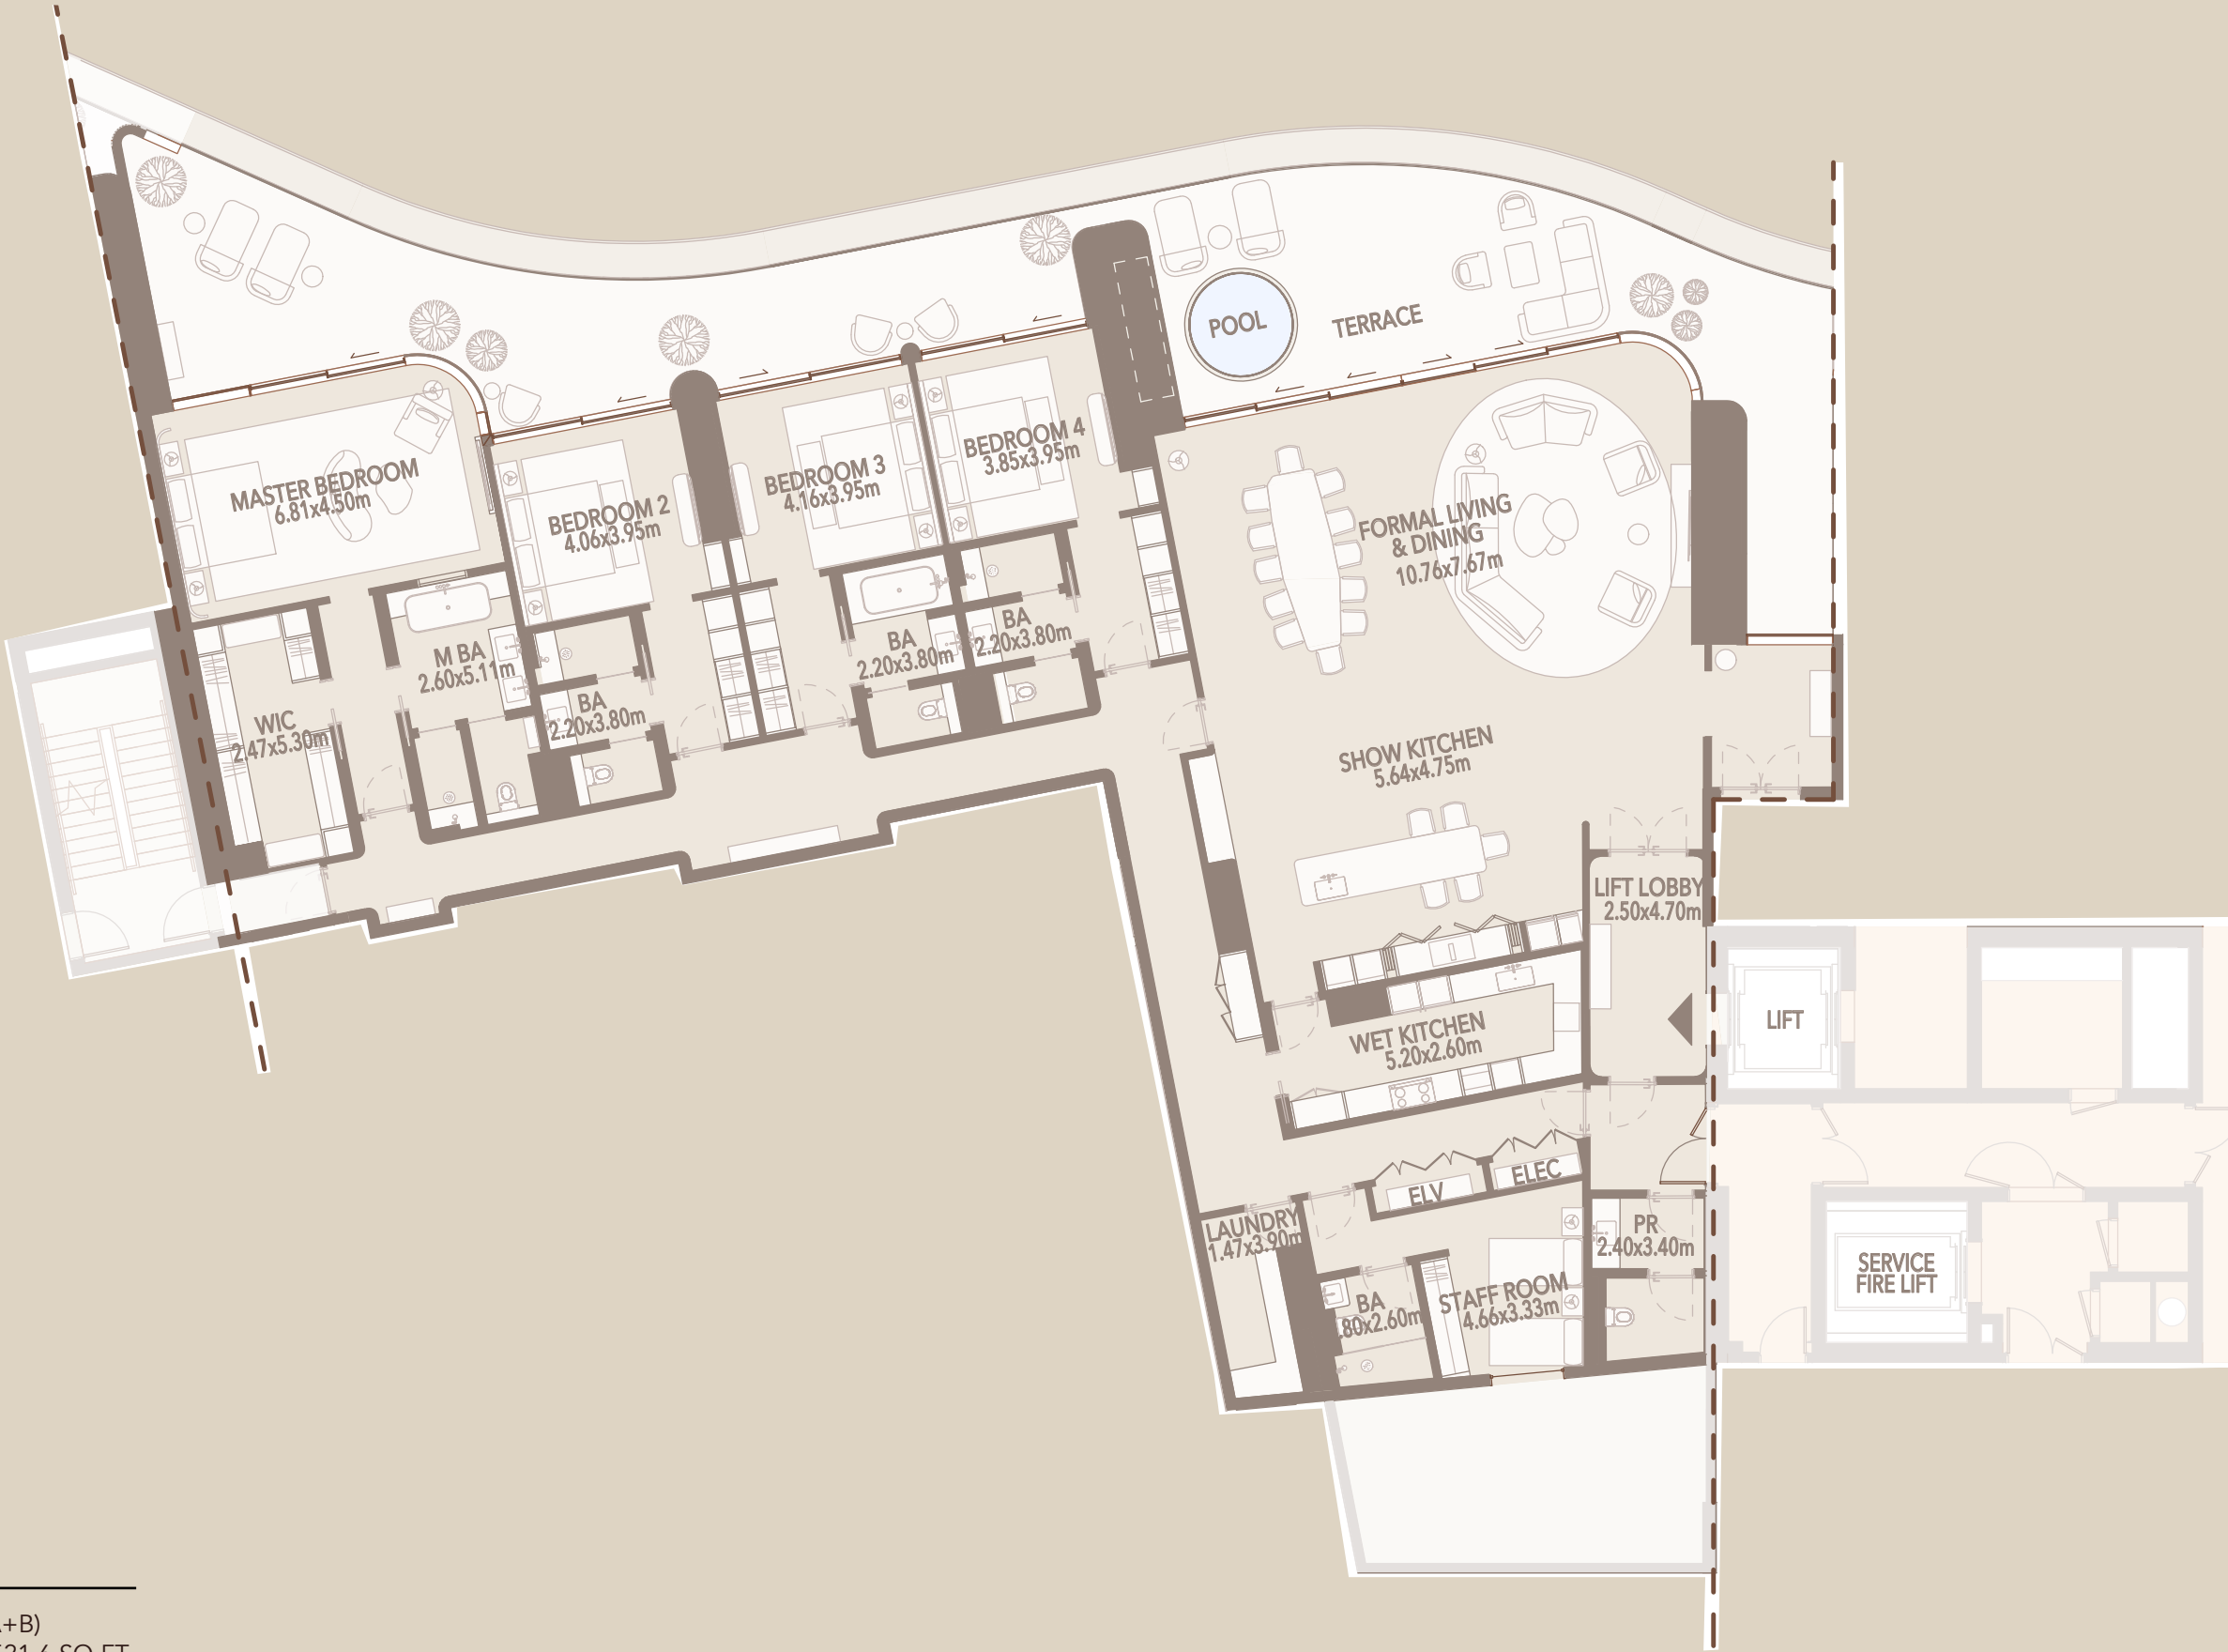 POOL
TERRACE
MASTER BEDROOM
6.81x4.50m
BEDROOM 2
4.06x3.95m
BEDROOM 3
4.16x3.95m
BEDROOM 4
3.85x3.95m
FORMAL LIVING
& DINING
10.76x7.67m
M BA
2.60x5.11m
WIC
2.47x5.30m
BA
2.20x3.80m
BA
2.20x3.80m
BA
2.20x3.80m
SHOW KITCHEN
5.64x4.75m
LIFT LOBBY
2.50x4.70m
LIFT
WET KITCHEN
5.20x2.60m
ELV
ELEC
LAUNDRY
1.47x3.90m
PR
2.40x3.40m
BA
.80x2.60m
STAFF ROOM
4.66x3.33m
SERVICE
FIRE LIFT
+B)
SQ FT